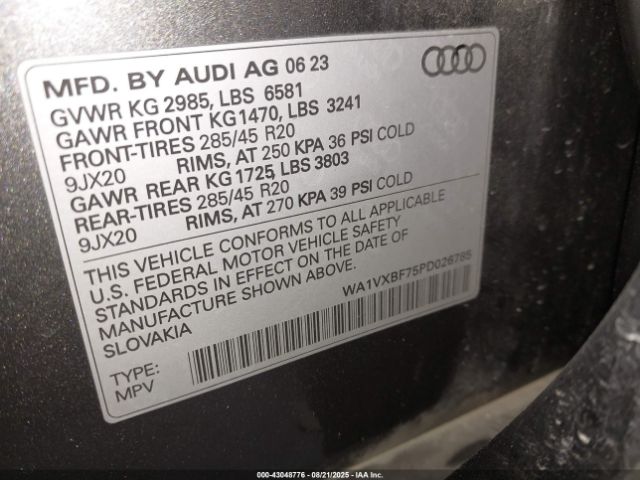 MFD. BY AUDI AG 06 23
GVWR KG 2985, LBS 6581
GAWR FRONT KG1470, LBS 3241
FRONT-TIRES 285/45 R20
9JX20 RIMS, AT 250 KPA 36 PSI COLD
GAWR REAR KG 1725, LBS 3803
REAR-TIRES 285/45 R20
9JX20 RIMS, AT 270 KPA 39 PSI COLD
THIS VEHICLE CONFORMS TO ALL APPLICABLE
U.S. FEDERAL MOTOR VEHICLE SAFETY
STANDARDS IN EFFECT ON THE DATE OF
MANUFACTURE SHOWN ABOVE.
SLOVAKIA
WA1VXBF75PD026785
TYPE:
MPV
000-43048776 - 08/21/2025 - IAA Inc.